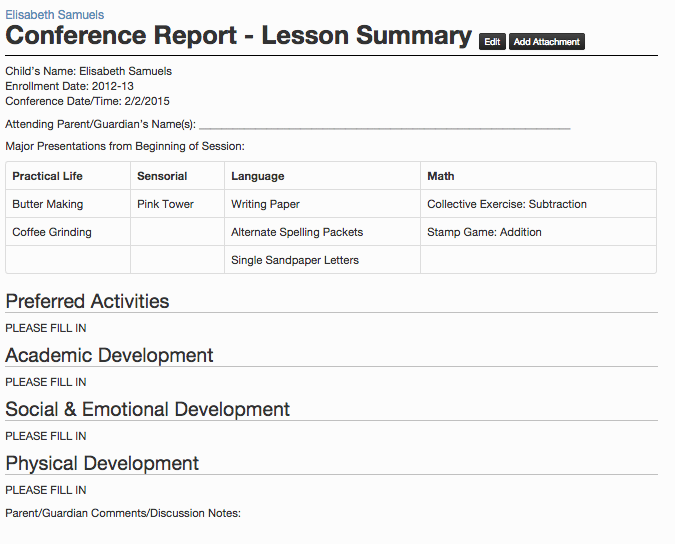 Elisabeth Samuels
Conference Report - Lesson Summary Edit Add Attachment
Child's Name: Elisabeth Samuels
Enrollment Date: 2012-13
Conference Date/Time: 2/2/2015
Attending Parent/Guardian's Name(s): ____________________________________________________________
Major Presentations from Beginning of Session:
Practical Life Sensorial Language Math
Butter Making Pink Tower Writing Paper Collective Exercise: Subtraction
Coffee Grinding Alternate Spelling Packets Stamp Game: Addition
Single Sandpaper Letters
Preferred Activities
PLEASE FILL IN
Academic Development
PLEASE FILL IN
Social & Emotional Development
PLEASE FILL IN
Physical Development
PLEASE FILL IN
Parent/Guardian Comments/Discussion Notes: